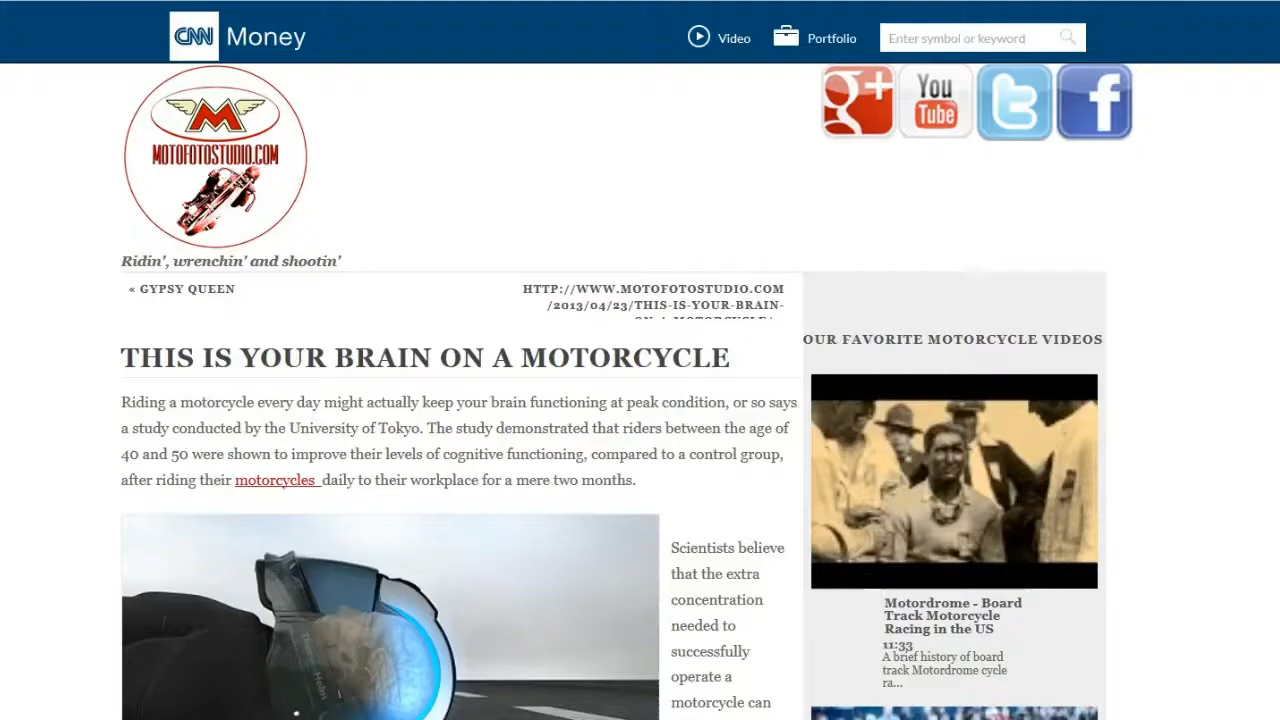 CNN Money
Video
Portfolio
Enter symbol or keyword
g+
You
Tube
t
f
M
MOTOFOTOSTUDIO.COM
Ridin', wrenchin' and shootin'
« GYPSY QUEEN
HTTP://WWW.MOTOFOTOSTUDIO.COM
/2013/04/23/THIS-IS-YOUR-BRAIN-
ON-A-MOTORCYCLE/
THIS IS YOUR BRAIN ON A MOTORCYCLE
Riding a motorcycle every day might actually keep your brain functioning at peak condition, or so says
a study conducted by the University of Tokyo. The study demonstrated that riders between the age of
40 and 50 were shown to improve their levels of cognitive functioning, compared to a control group,
after riding their motorcycles daily to their workplace for a mere two months.
Scientists believe
that the extra
concentration
needed to
successfully
operate a
motorcycle can
OUR FAVORITE MOTORCYCLE VIDEOS
Motordrome - Board
Track Motorcycle
Racing in the US
11:33
A brief history of board
track Motordrome cycle
ra...